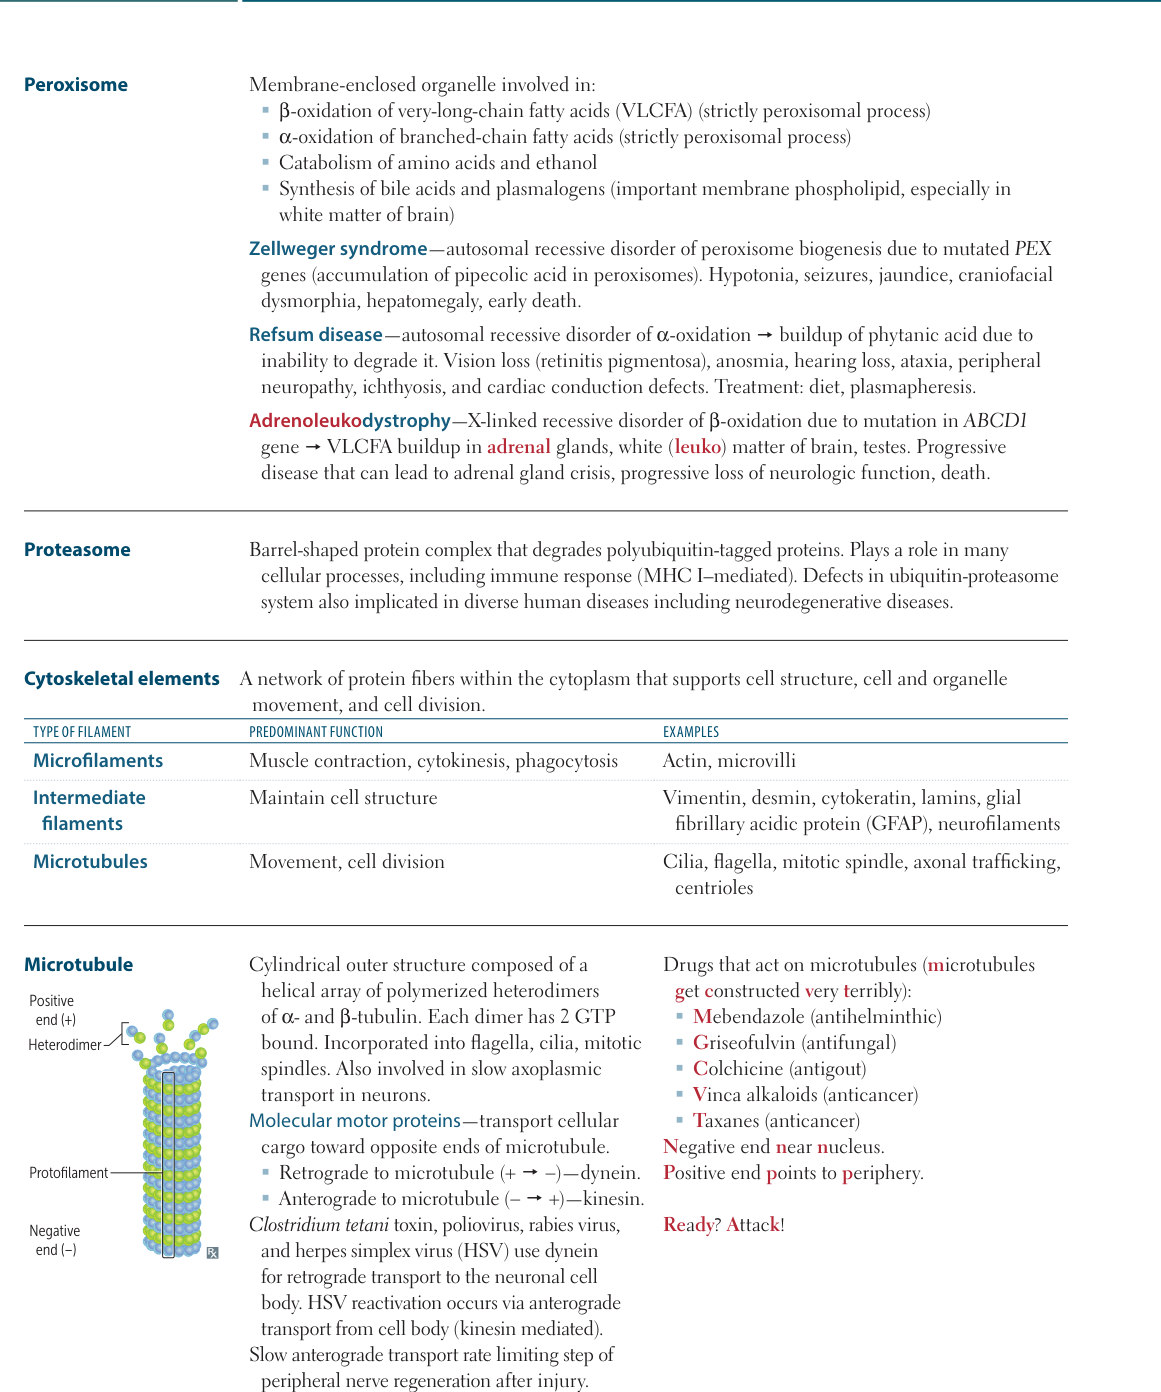 Peroxisome
Membrane-enclosed organelle involved in:
▪ β-oxidation of very-long-chain fatty acids (VLCFA) (strictly peroxisomal process)
▪ α-oxidation of branched-chain fatty acids (strictly peroxisomal process)
▪ Catabolism of amino acids and ethanol
▪ Synthesis of bile acids and plasmalogens (important membrane phospholipid, especially in
white matter of brain)
Zellweger syndrome—autosomal recessive disorder of peroxisome biogenesis due to mutated PEX
genes (accumulation of pipecolic acid in peroxisomes). Hypotonia, seizures, jaundice, craniofacial
dysmorphia, hepatomegaly, early death.
Refsum disease—autosomal recessive disorder of α-oxidation → buildup of phytanic acid due to
inability to degrade it. Vision loss (retinitis pigmentosa), anosmia, hearing loss, ataxia, peripheral
neuropathy, ichthyosis, and cardiac conduction defects. Treatment: diet, plasmapheresis.
Adrenoleukodystrophy—X-linked recessive disorder of β-oxidation due to mutation in ABCD1
gene → VLCFA buildup in adrenal glands, white (leuko) matter of brain, testes. Progressive
disease that can lead to adrenal gland crisis, progressive loss of neurologic function, death.
Proteasome
Barrel-shaped protein complex that degrades polyubiquitin-tagged proteins. Plays a role in many
cellular processes, including immune response (MHC I–mediated). Defects in ubiquitin-proteasome
system also implicated in diverse human diseases including neurodegenerative diseases.
Cytoskeletal elements
A network of protein fibers within the cytoplasm that supports cell structure, cell and organelle
movement, and cell division.
TYPE OF FILAMENT PREDOMINANT FUNCTION EXAMPLES
Microfilaments Muscle contraction, cytokinesis, phagocytosis Actin, microvilli
Intermediate
filaments
Maintain cell structure
Vimentin, desmin, cytokeratin, lamins, glial
fibrillary acidic protein (GFAP), neurofilaments
Microtubules Movement, cell division
Cilia, flagella, mitotic spindle, axonal trafficking,
centrioles
Microtubule
Positive
end (+)
Heterodimer
Protofilament
Negative
end (–)
Rx
Cylindrical outer structure composed of a
helical array of polymerized heterodimers
of α- and β-tubulin. Each dimer has 2 GTP
bound. Incorporated into flagella, cilia, mitotic
spindles. Also involved in slow axoplasmic
transport in neurons.
Molecular motor proteins—transport cellular
cargo toward opposite ends of microtubule.
▪ Retrograde to microtubule (+ → –)—dynein.
▪ Anterograde to microtubule (– → +)—kinesin.
Clostridium tetani toxin, poliovirus, rabies virus,
and herpes simplex virus (HSV) use dynein
for retrograde transport to the neuronal cell
body. HSV reactivation occurs via anterograde
transport from cell body (kinesin mediated).
Slow anterograde transport rate limiting step of
peripheral nerve regeneration after injury.
Drugs that act on microtubules (microtubules
get constructed very terribly):
▪ Mebendazole (antihelminthic)
▪ Griseofulvin (antifungal)
▪ Colchicine (antigout)
▪ Vinca alkaloids (anticancer)
▪ Taxanes (anticancer)
Negative end near nucleus.
Positive end points to periphery.
Ready? Attack!